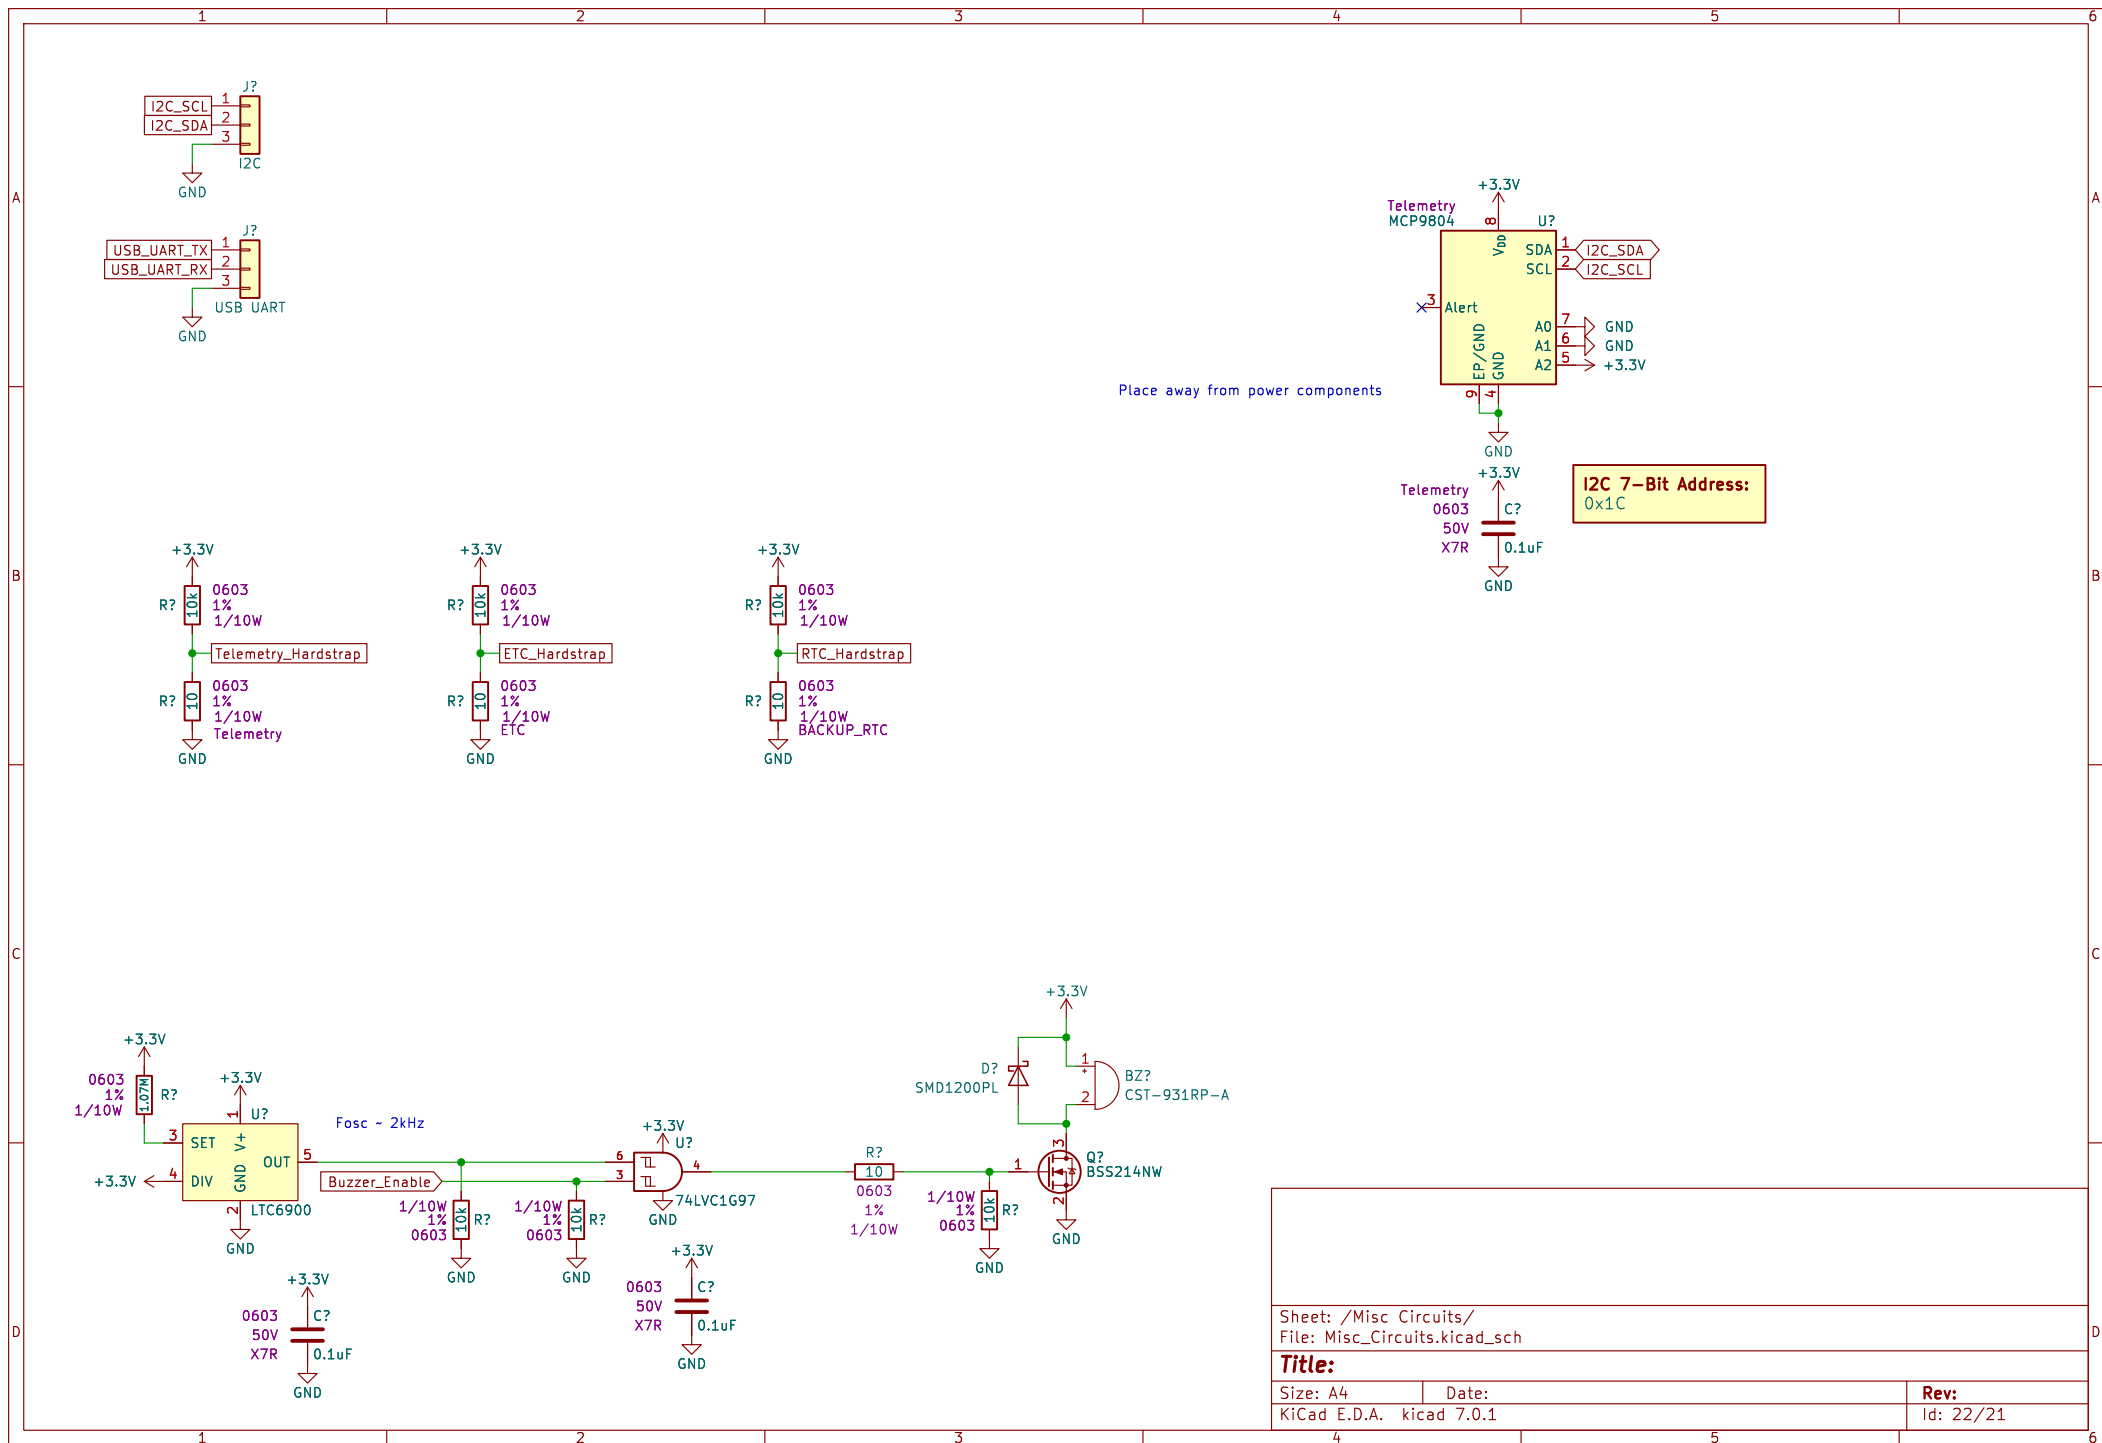 1 2 3 4 5 6
A
B
C
D
A
B
C
D
1 2 3 4 5 6
J?
I2C_SCL 1
I2C_SDA 2
3
I2C
GND
J?
USB_UART_TX 1
USB_UART_RX 2
3
USB UART
GND
+3.3V
Telemetry
MCP9804
U?
8
VDD
SDA 1 I2C_SDA
SCL 2 I2C_SCL
3 Alert
A0 7 GND
A1 6 GND
A2 5 +3.3V
EP/GND
GND
9 4
GND
Place away from power components
+3.3V
Telemetry
0603
50V
X7R
C?
0.1uF
GND
I2C 7-Bit Address:
0x1C
+3.3V
R?
10k
0603
1%
1/10W
Telemetry_Hardstrap
R?
10
0603
1%
1/10W
Telemetry
GND
+3.3V
R?
10k
0603
1%
1/10W
ETC_Hardstrap
R?
10
0603
1%
1/10W
ETC
GND
+3.3V
R?
10k
0603
1%
1/10W
RTC_Hardstrap
R?
10
0603
1%
1/10W
BACKUP_RTC
GND
+3.3V
0603
1%
1/10W
1.07M
R?
+3.3V
1
U?
3 SET
V+
OUT 5
+3.3V 4 DIV
GND
2
LTC6900
GND
Fosc ~ 2kHz
Buzzer_Enable
1/10W
1%
0603
10k
R?
GND
1/10W
1%
0603
10k
R?
GND
+3.3V
U?
6
3
4
74LVC1G97
GND
+3.3V
0603
50V
X7R
C?
0.1uF
GND
+3.3V
0603
50V
X7R
C?
0.1uF
GND
R?
10
0603
1%
1/10W
1/10W
1%
0603
10k
R?
GND
+3.3V
D?
SMD1200PL
1
+
2
BZ?
CST-931RP-A
3
1
2
Q?
BSS214NW
GND
Sheet: /Misc Circuits/
File: Misc_Circuits.kicad_sch
Title:
Size: A4 Date: Rev:
KiCad E.D.A. kicad 7.0.1 Id: 22/21